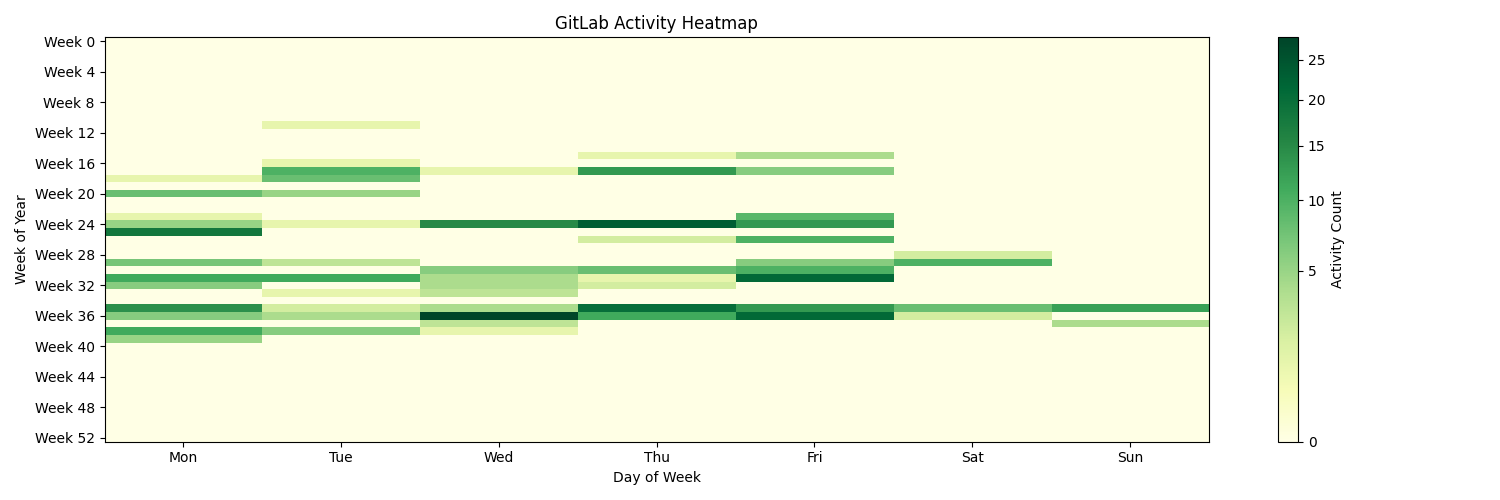 GitLab Activity Heatmap
Week 0
Week 4
Week 8
Week 12
Week 16
Week 20
Week 24
Week 28
Week 32
Week 36
Week 40
Week 44
Week 48
Week 52
Week of Year
Mon Tue Wed Thu Fri Sat Sun
Day of Week
25
20
15
10
5
0
Activity Count